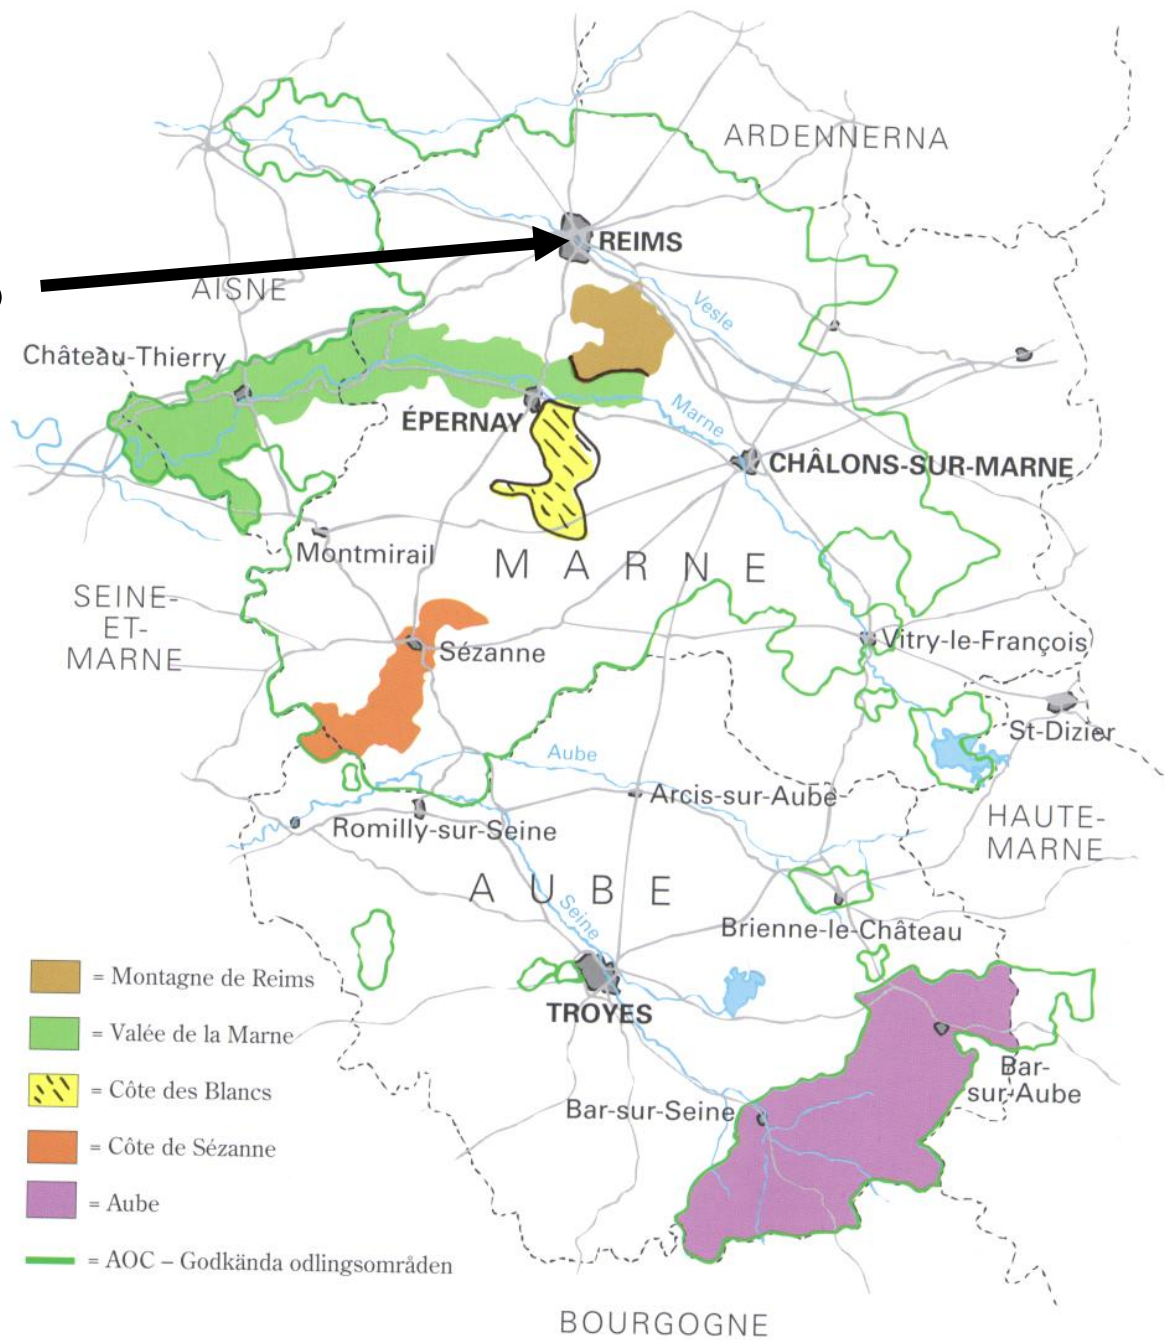 ARDENNERNA
REIMS
AISNE
Vesle
Château-Thierry
Marne
ÉPERNAY
CHÂLONS-SUR-MARNE
Montmirail
MARNE
SEINE-
ET-
MARNE
Sézanne
Vitry-le-François
St-Dizier
Aube
Arcis-sur-Aube
Romilly-sur-Seine
HAUTE-
MARNE
AUBE
Seine
Brienne-le-Château
= Montagne de Reims
TROYES
= Valée de la Marne
Bar-
sur-Aube
= Côte des Blancs
Bar-sur-Seine
= Côte de Sézanne
= Aube
= AOC – Godkända odlingsområden
BOURGOGNE